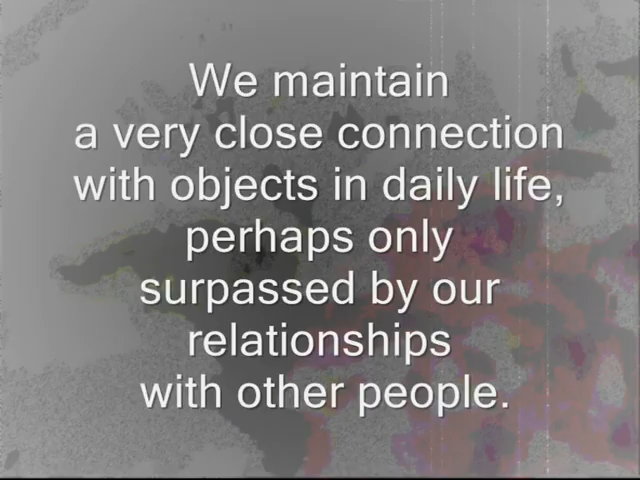 We maintain
a very close connection
with objects in daily life,
perhaps only
surpassed by our
relationships
with other people.